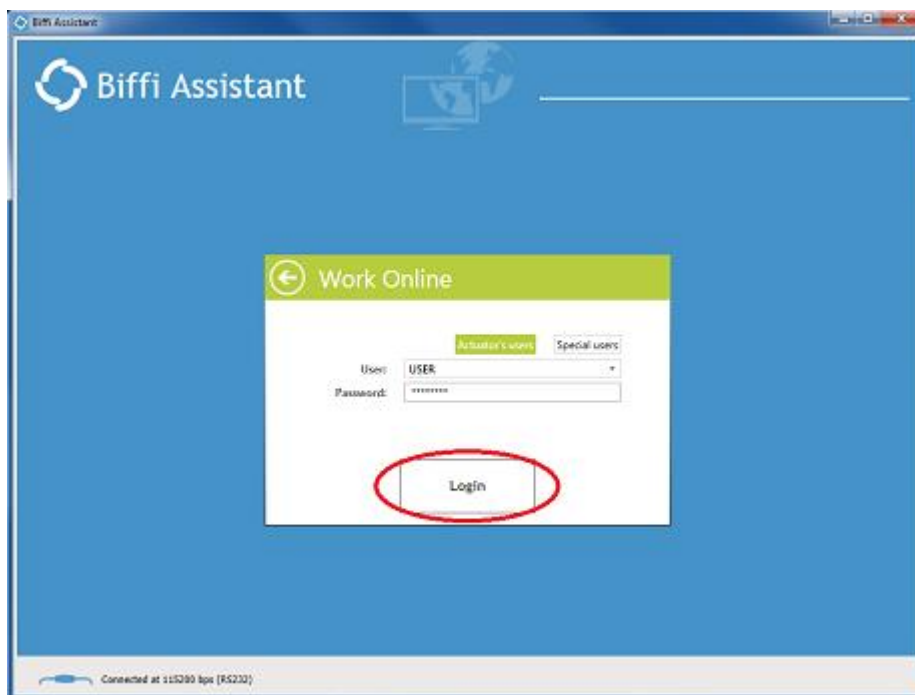 Biffi Assistant
Biffi Assistant
Work Online
Actuator's users Special users
User: USER
Password: ********
Login
Connected at 115200 bps (RS232)